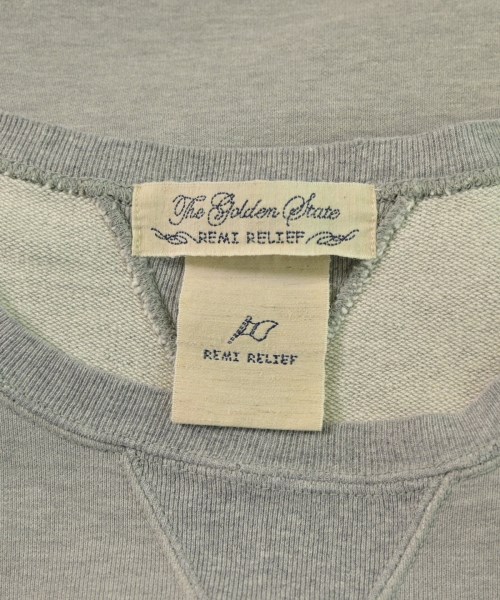 The Golden State
REMI RELIEF
REMI RELIEF